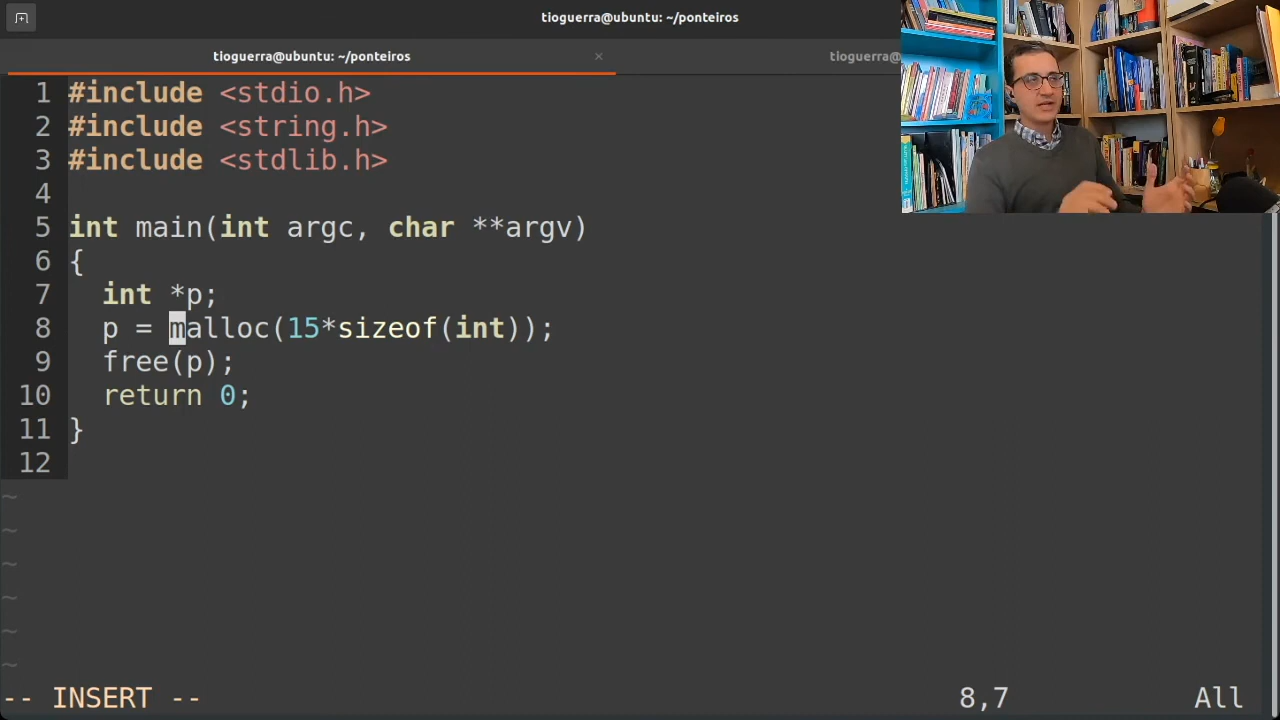 tioguerra@ubuntu: ~/ponteiros
tioguerra@ubuntu: ~/ponteiros
tioguerra@
1 #include <stdio.h>
2 #include <string.h>
3 #include <stdlib.h>
4
5 int main(int argc, char **argv)
6 {
7 int *p;
8 p = malloc(15*sizeof(int));
9 free(p);
10 return 0;
11 }
12
~
~
~
~
~
~
-- INSERT -- 8,7 All